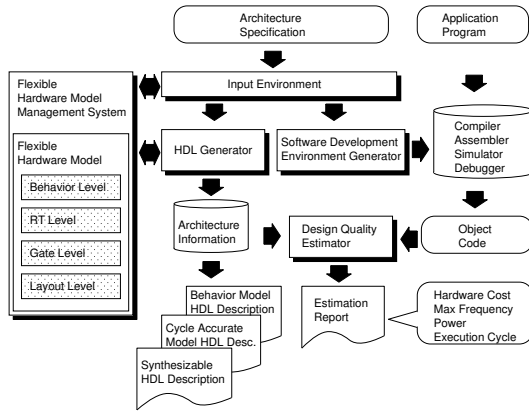 Architecture
Specification
Application
Program
Flexible
Hardware Model
Management System
Input Environment
Flexible
Hardware Model
Behavior Level
RT Level
Gate Level
Layout Level
HDL Generator
Software Development
Environment Generator
Compiler
Assembler
Simulator
Debugger
Architecture
Information
Design Quality
Estimator
Object
Code
Behavior Model
HDL Description
Cycle Accurate
Model HDL Desc.
Synthesizable
HDL Description
Estimation
Report
Hardware Cost
Max Frequency
Power
Execution Cycle